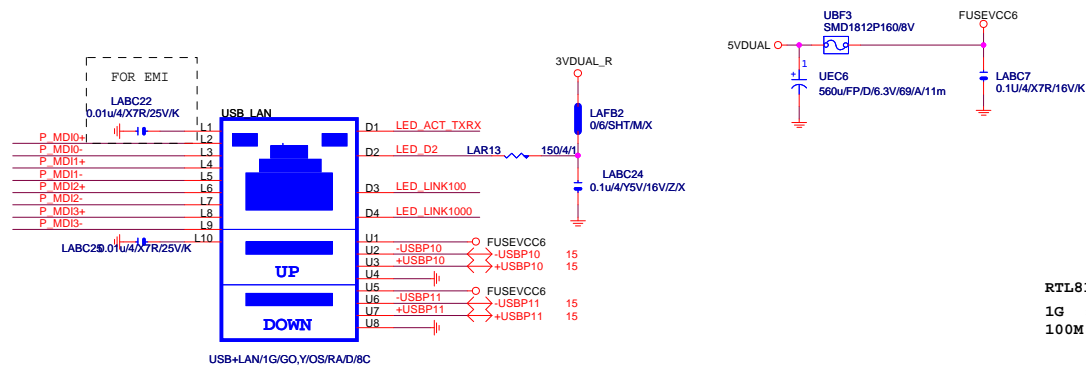 UBF3
SMD1812P160/8V
FUSEVCC6
5VDUAL
1
+
UEC6
560u/FP/D/6.3V/69/A/11m
LABC7
0.1U/4/X7R/16V/K
3VDUAL_R
LAFB2
0/6/SHT/M/X
FOR EMI
LABC22
0.01u/4/X7R/25V/K
USB_LAN
L1
L2
L3
L4
L5
L6
L7
L8
L9
L10
P_MDI0+
P_MDI0-
P_MDI1+
P_MDI1-
P_MDI2+
P_MDI2-
P_MDI3+
P_MDI3-
LABC25 0.01u/4/X7R/25V/K
D1 LED_ACT_TXRX
D2 LED_D2
LAR13 150/4/1
LABC24
0.1u/4/Y5V/16V/Z/X
D3 LED_LINK100
D4 LED_LINK1000
U1 FUSEVCC6
U2 -USBP10 -USBP10 15
U3 +USBP10 +USBP10 15
U4
UP
U5 FUSEVCC6
U6 -USBP11 -USBP11 15
U7 +USBP11 +USBP11 15
U8
DOWN
USB+LAN/1G/GO,Y/OS/RA/D/8C
1G
100M